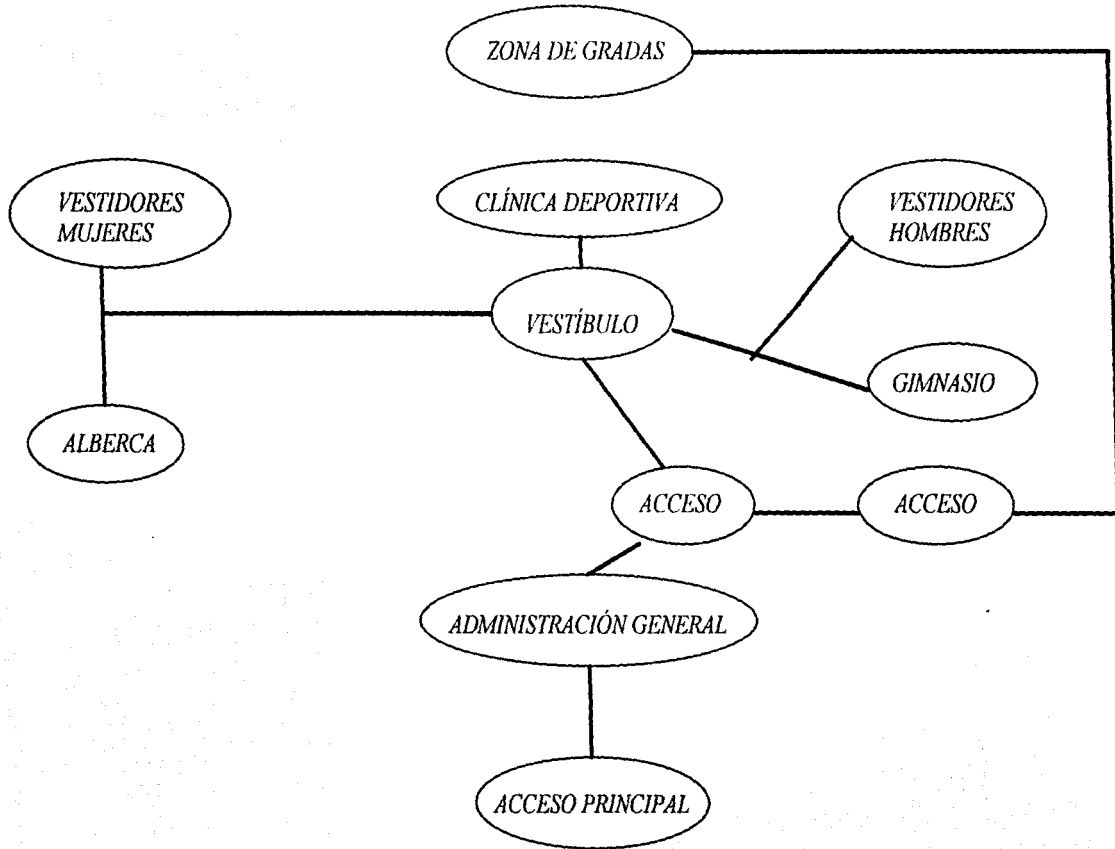 ZONA DE GRADAS
VESTIDORES
MUJERES
CLÍNICA DEPORTIVA
VESTIDORES
HOMBRES
VESTÍBULO
GIMNASIO
ALBERCA
ACCESO
ACCESO
ADMINISTRACIÓN GENERAL
ACCESO PRINCIPAL